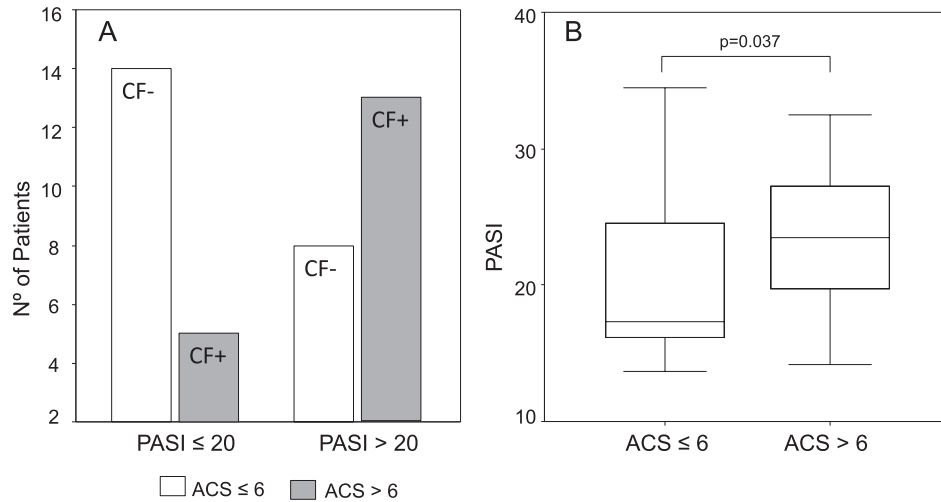 A
16
14
12
10
8
6
4
2
Nº of Patients
CF-
CF+
CF-
CF+
PASI ≤ 20
PASI > 20
ACS ≤ 6
ACS > 6
B
p=0.037
40
30
20
10
PASI
ACS ≤ 6
ACS > 6